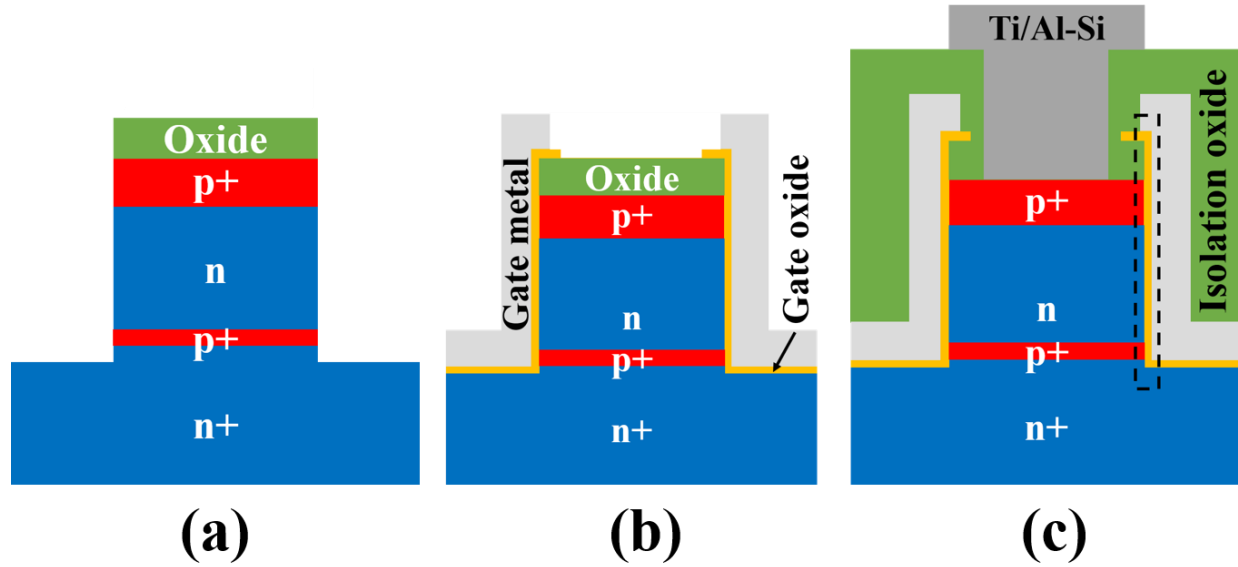 Oxide
p+
n
p+
n+
(a)
Gate metal
Oxide
p+
n
p+
n+
Gate oxide
(b)
Ti/Al-Si
p+
n
p+
n+
Isolation oxide
(c)